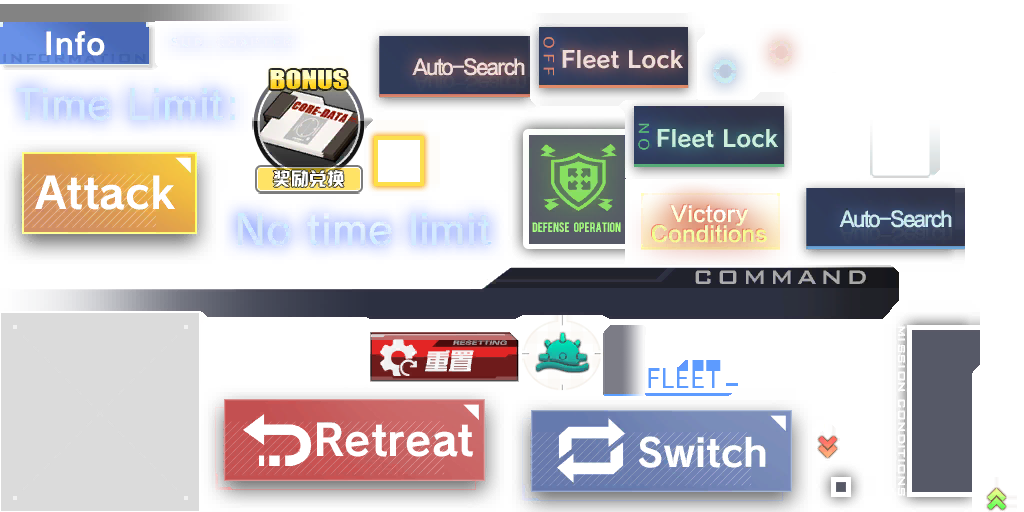 Info
INFORMATION
Time Limit:
BONUS
CORE-DATA
奖励兑换
Auto-Search
OFF
Fleet Lock
ON
Fleet Lock
Attack
No time limit
DEFENSE OPERATION
Victory
Conditions
Auto-Search
COMMAND
RESETTING
重置
FLEET
MISSION CONDITIONS
Retreat
Switch